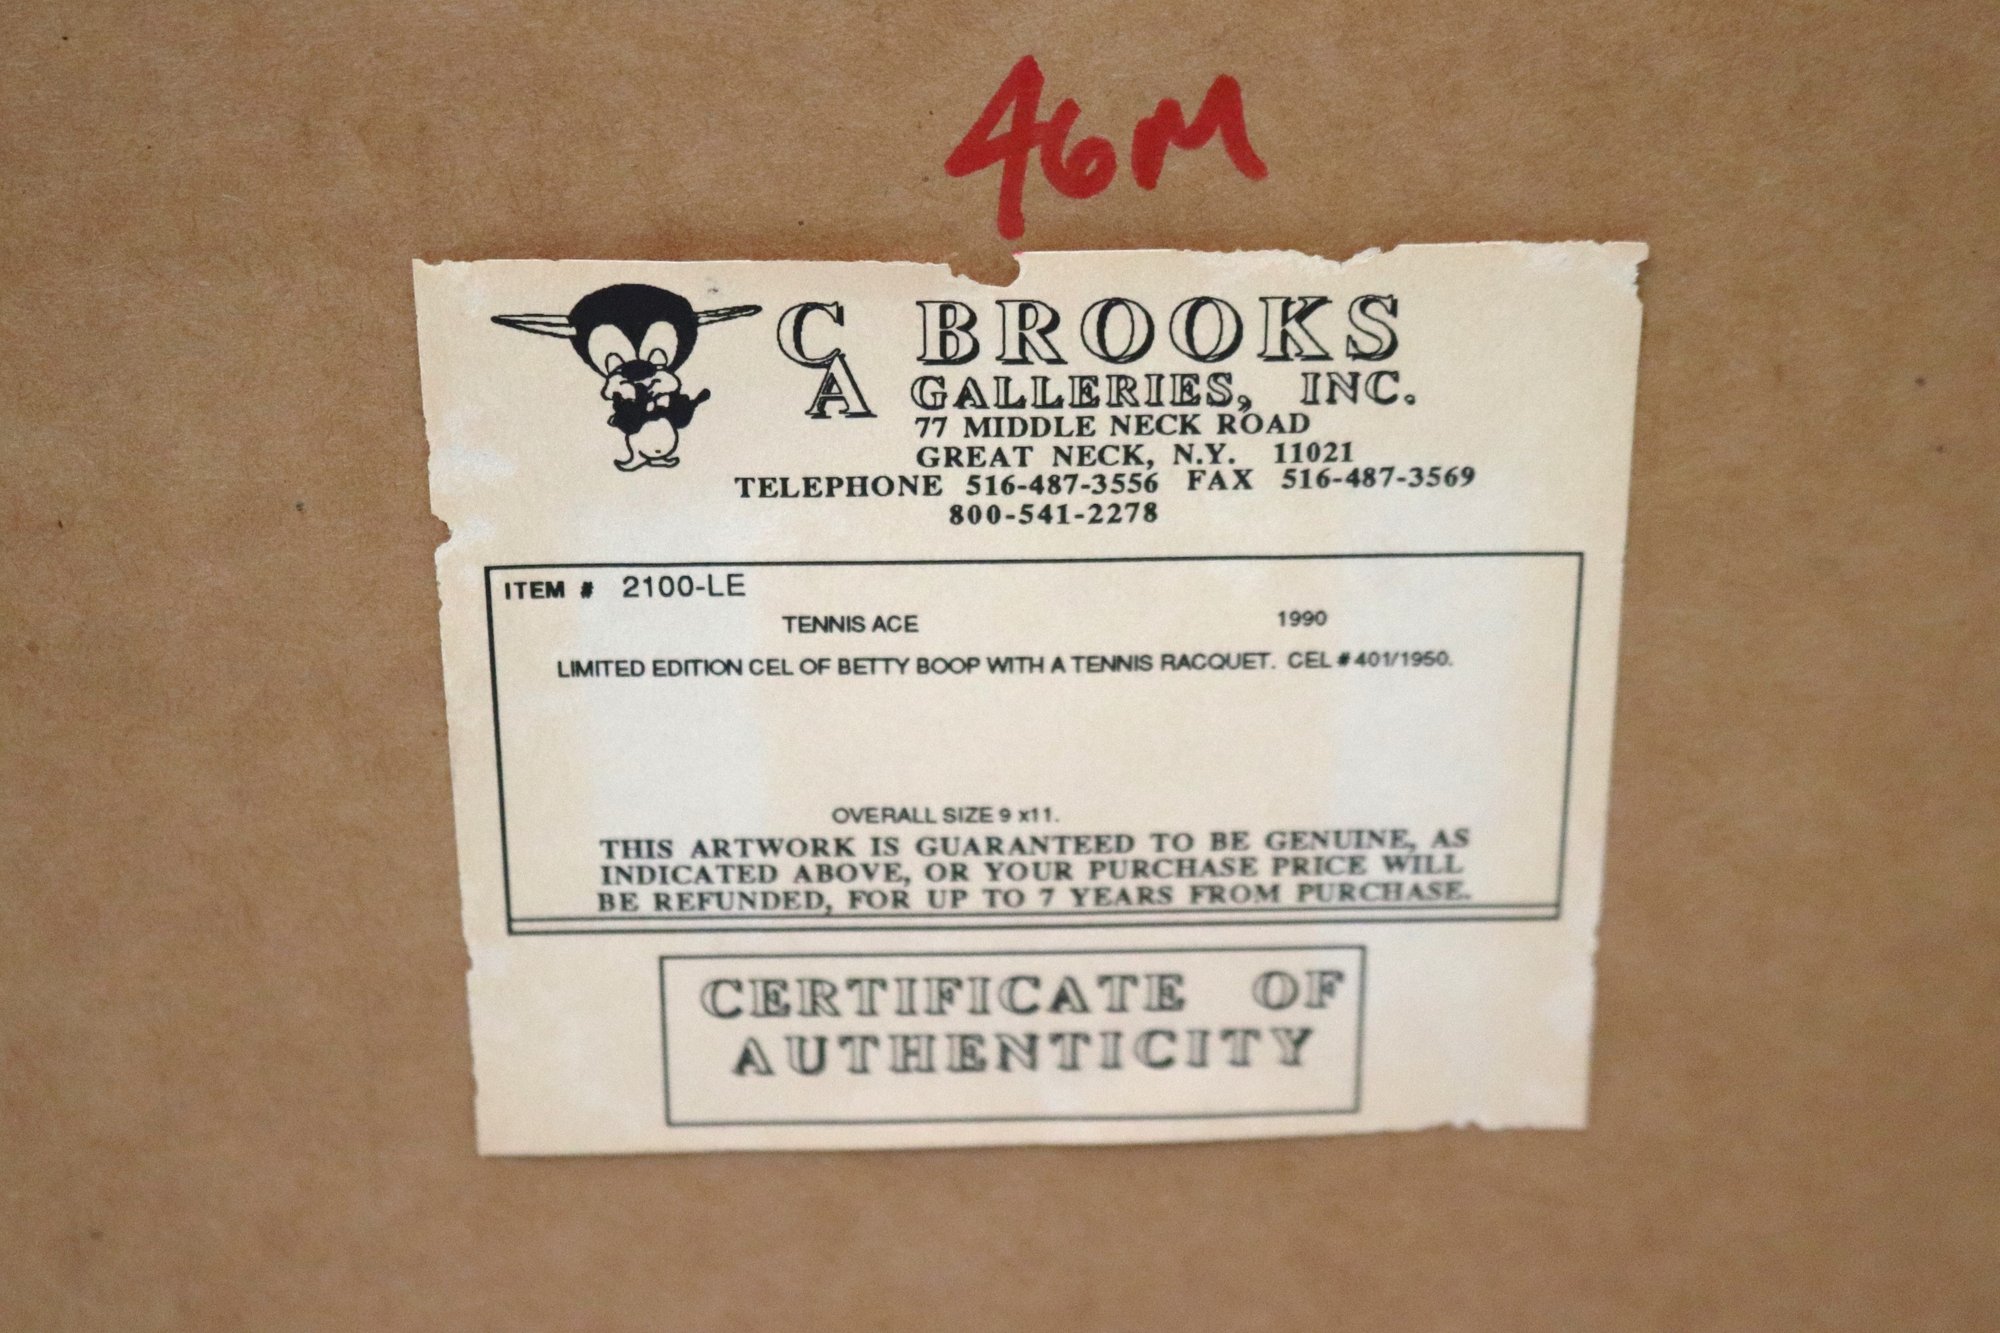 46M
CA BROOKS
GALLERIES, INC.
77 MIDDLE NECK ROAD
GREAT NECK, N.Y. 11021
TELEPHONE 516-487-3556 FAX 516-487-3569
800-541-2278
ITEM # 2100-LE
TENNIS ACE 1990
LIMITED EDITION CEL OF BETTY BOOP WITH A TENNIS RACQUET. CEL #401/1950.
OVERALL SIZE 9 x11.
THIS ARTWORK IS GUARANTEED TO BE GENUINE, AS
INDICATED ABOVE, OR YOUR PURCHASE PRICE WILL
BE REFUNDED, FOR UP TO 7 YEARS FROM PURCHASE.
CERTIFICATE OF
AUTHENTICITY